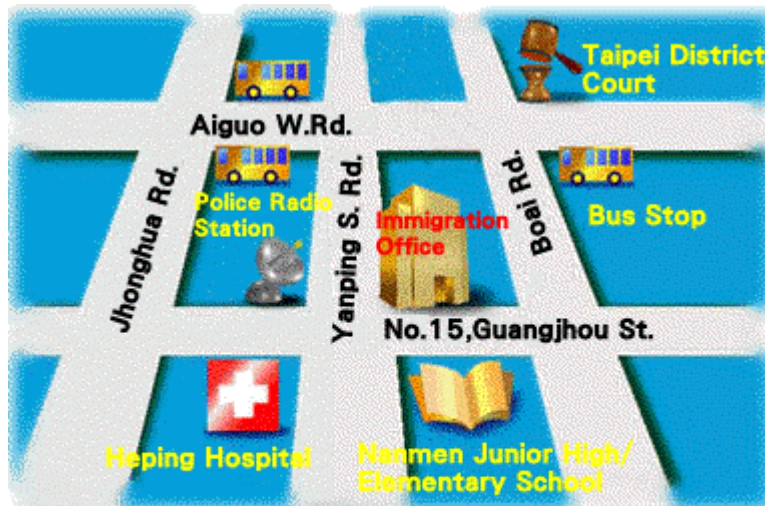 Taipei District
Court
Aiguo W.Rd.
Jhonghua Rd.
Police Radio
Station
Yanping S. Rd.
Immigration
Office
Boai Rd.
Bus Stop
No.15,Guangjhou St.
Heping Hospital
Nanmen Junior High/
Elementary School